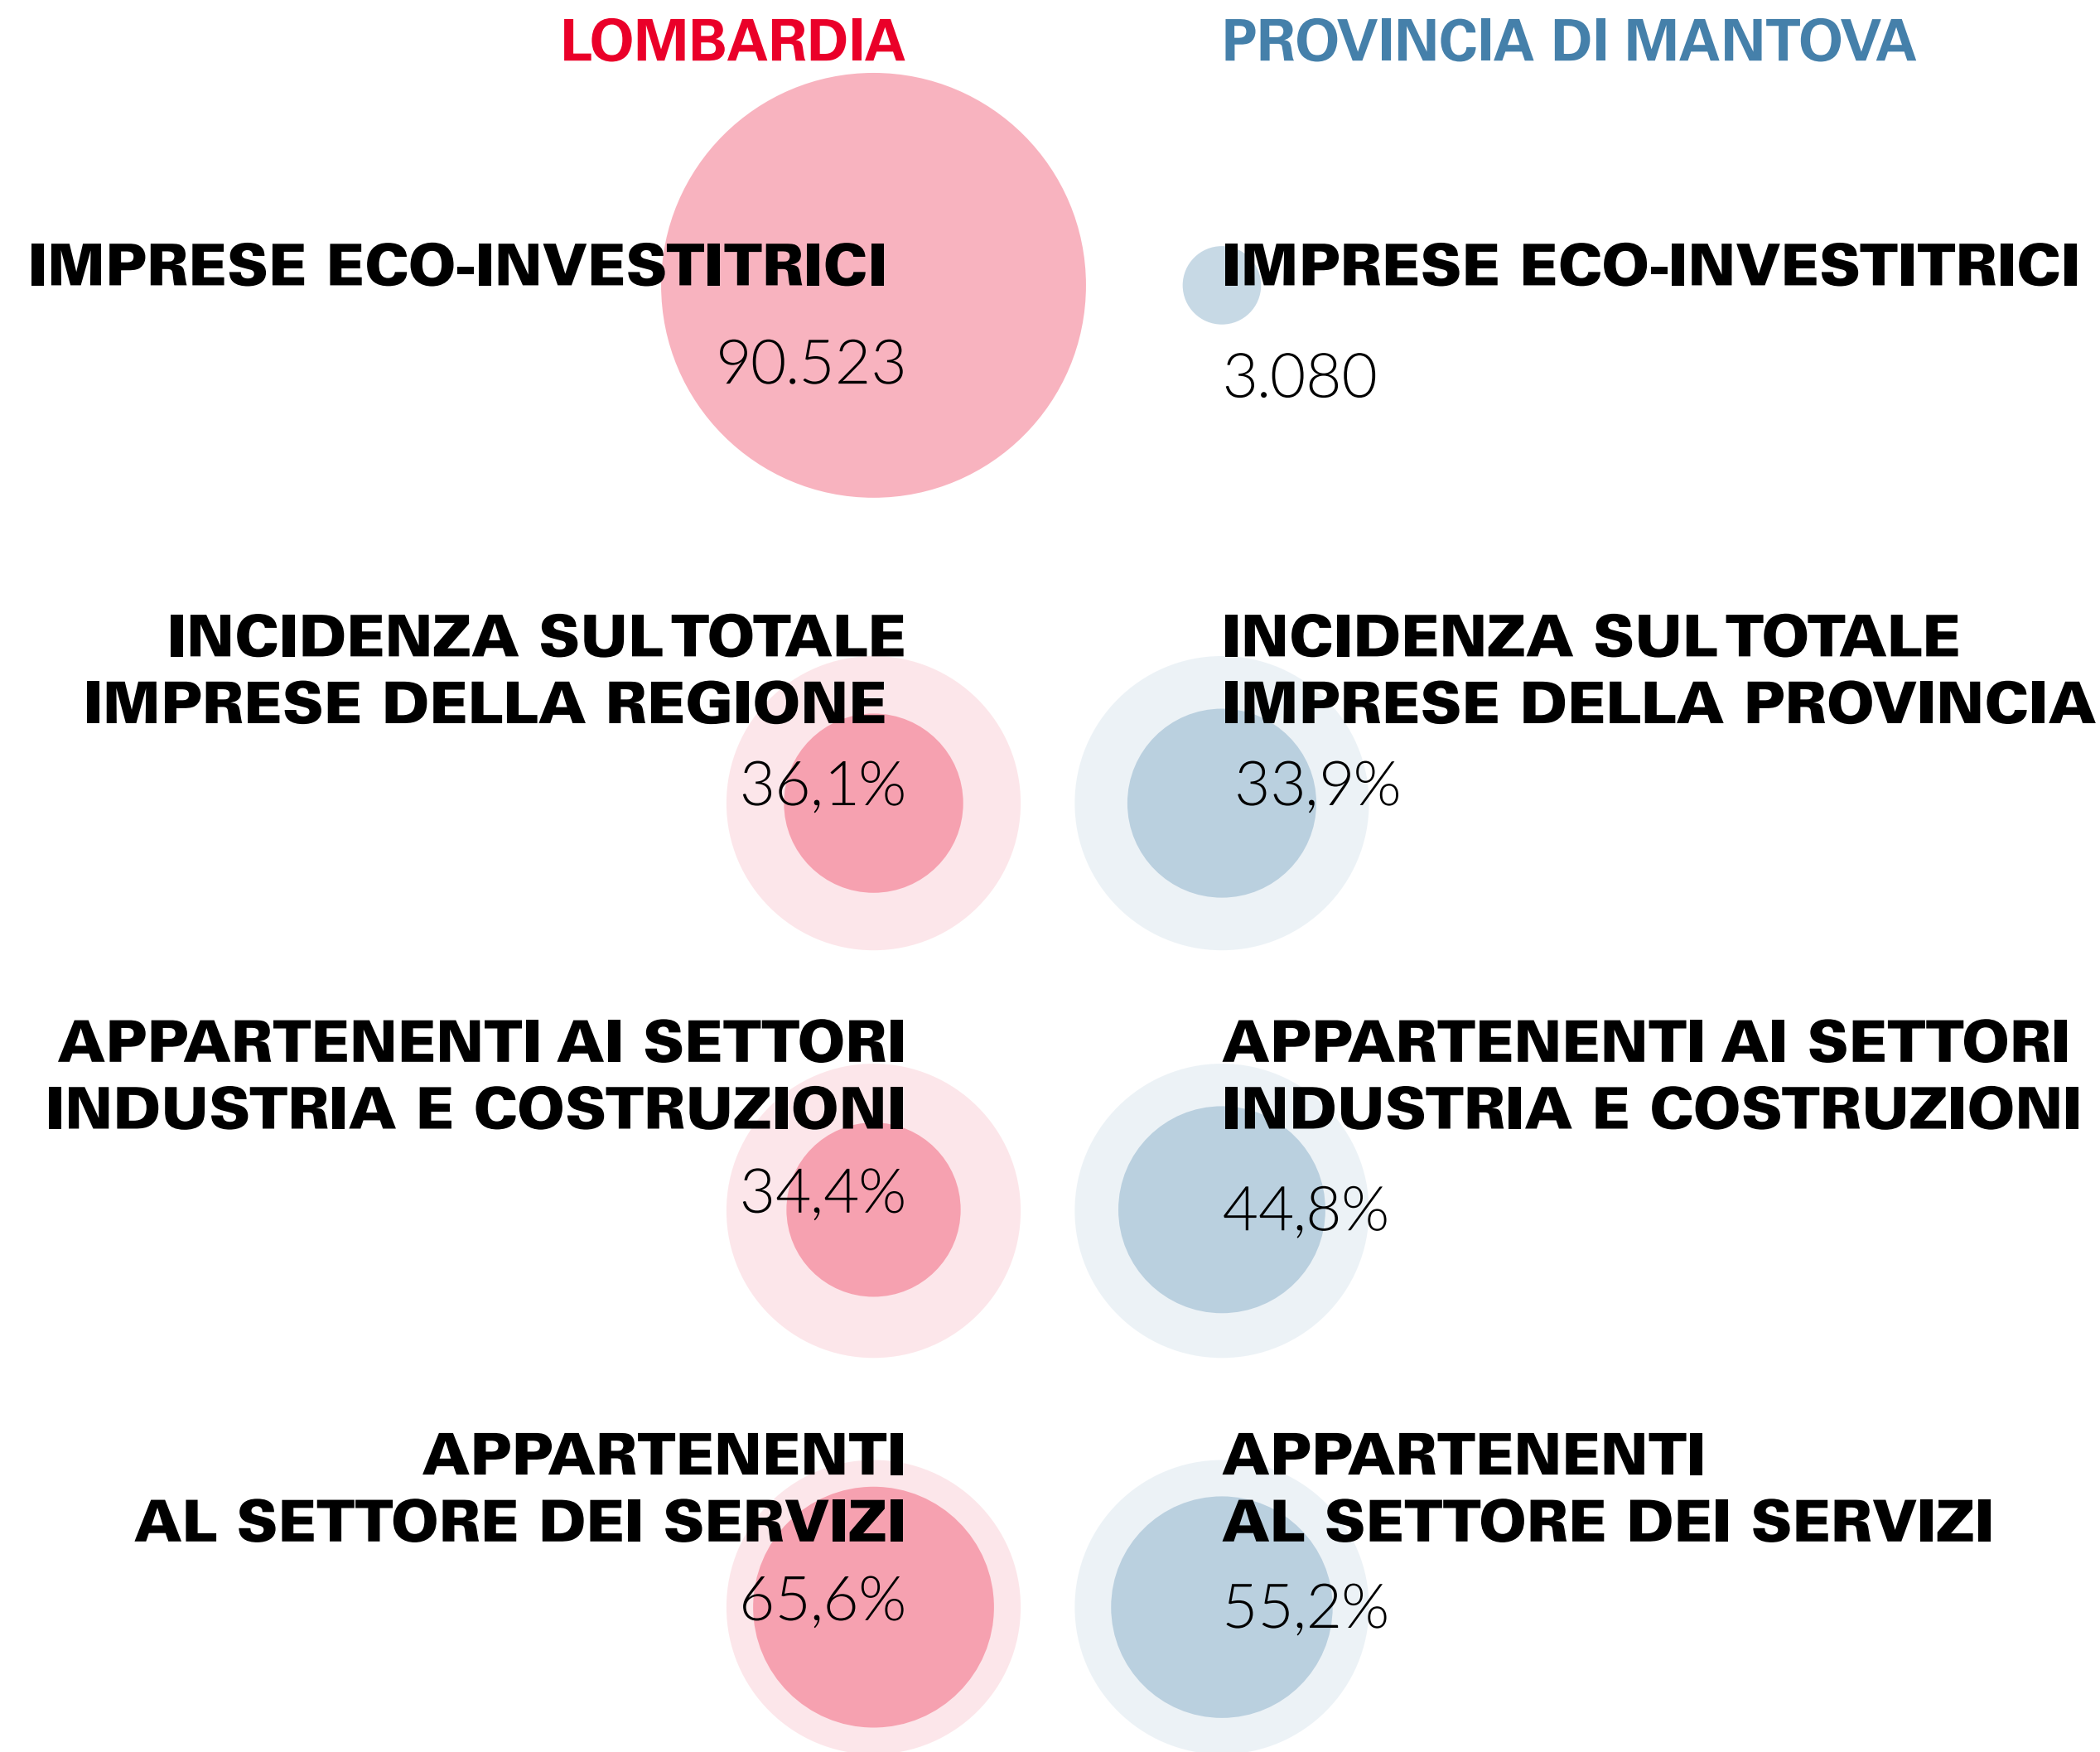 LOMBARDIA
IMPRESE ECO-INVESTITRICI
90.523
INCIDENZA SUL TOTALE
IMPRESE DELLA REGIONE
36,1%
APPARTENENTI AI SETTORI
INDUSTRIA E COSTRUZIONI
34,4%
APPARTENENTI
AL SETTORE DEI SERVIZI
65,6%
PROVINCIA DI MANTOVA
IMPRESE ECO-INVESTITRICI
3.080
INCIDENZA SUL TOTALE
IMPRESE DELLA PROVINCIA
33,9%
APPARTENENTI AI SETTORI
INDUSTRIA E COSTRUZIONI
44,8%
APPARTENENTI
AL SETTORE DEI SERVIZI
55,2%